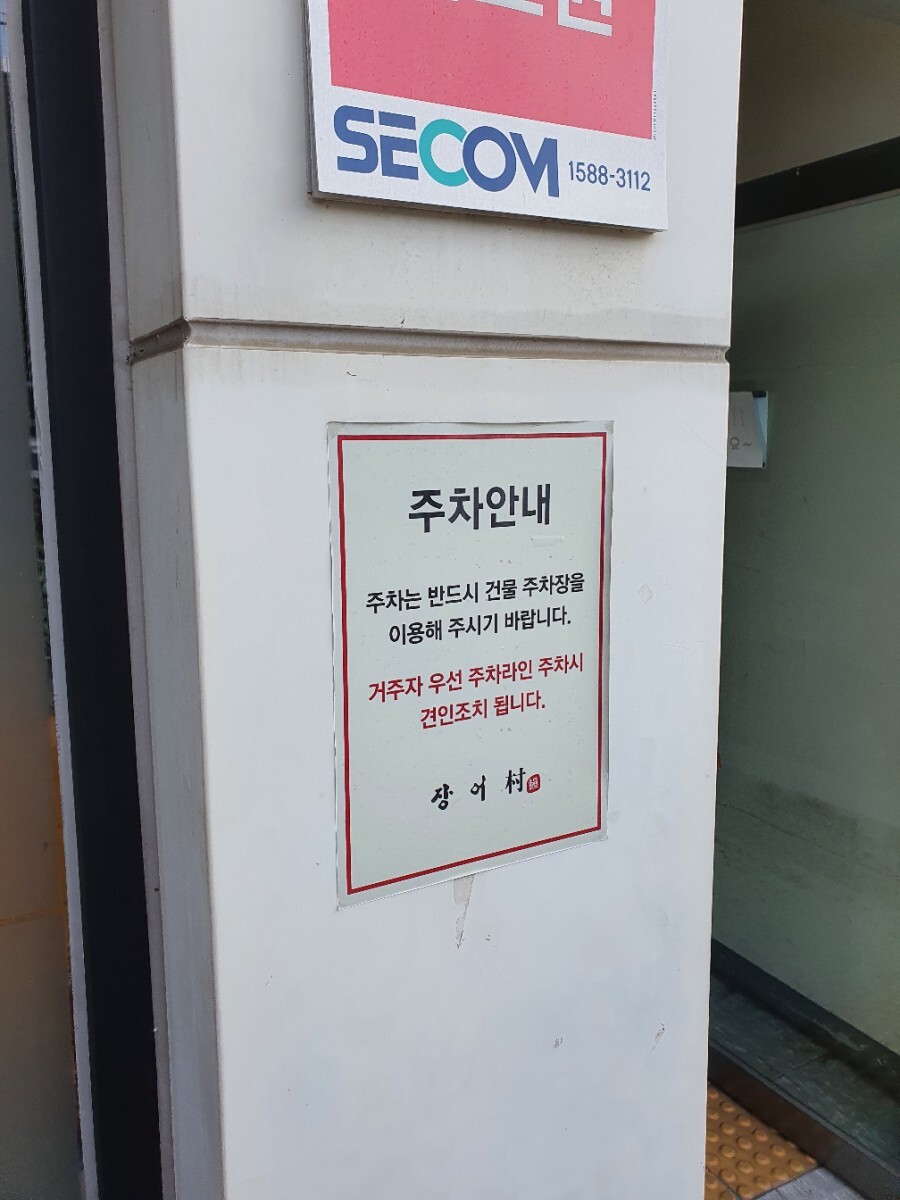 SECOM 1588-3112
주차안내
주차는 반드시 건물 주차장을
이용해 주시기 바랍니다.
거주자 우선 주차라인 주차시
견인조치 됩니다.
장어村
요~